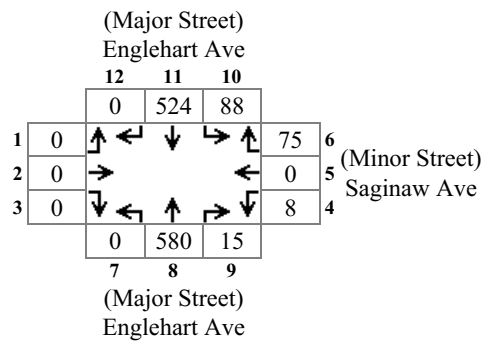 (Major Street)
Englehart Ave
12 11 10
0 524 88
1 0 75 6
2 0 0 5 (Minor Street)
Saginaw Ave
3 0 8 4
0 580 15
7 8 9
(Major Street)
Englehart Ave